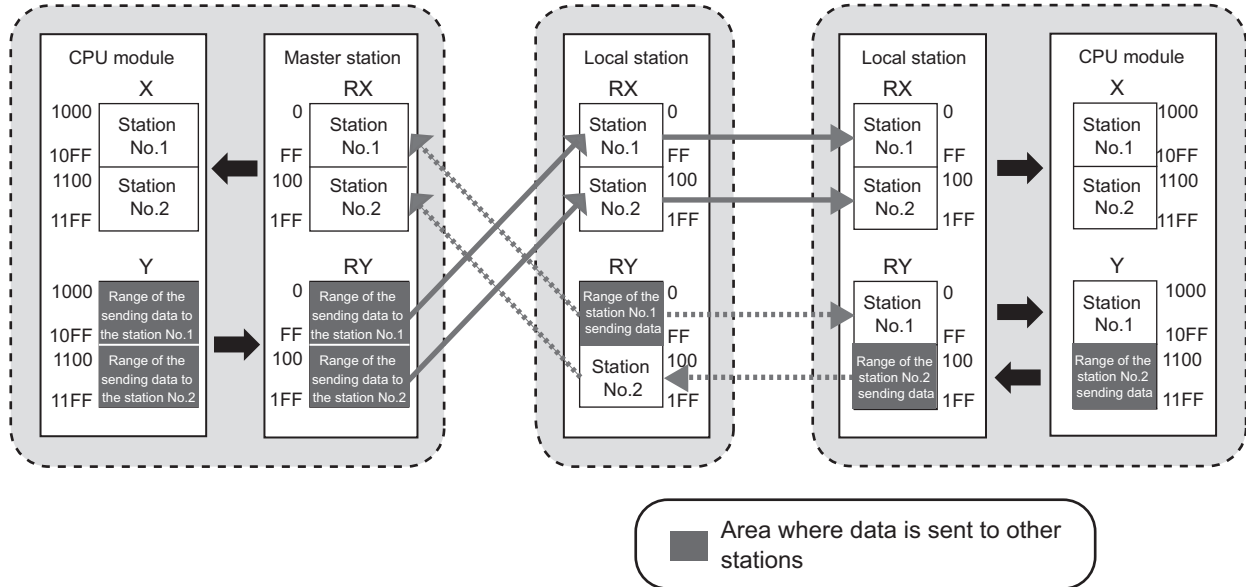 CPU module
X
1000
Station
No.1
10FF
1100
Station
No.2
11FF
Y
1000
Range of the
sending data to
the station No.1
10FF
1100
Range of the
sending data to
the station No.2
11FF
Master station
RX
0
Station
No.1
FF
100
Station
No.2
1FF
RY
0
Range of the
sending data to
the station No.1
FF
100
Range of the
sending data to
the station No.2
1FF
Local station
RX
0
Station
No.1
FF
100
Station
No.2
1FF
RY
0
Range of the
station No.1
sending data
FF
100
Station
No.2
1FF
Local station
RX
0
Station
No.1
FF
100
Station
No.2
1FF
RY
0
Station
No.1
FF
100
Range of the
station No.2
sending data
1FF
CPU module
X
1000
Station
No.1
10FF
1100
Station
No.2
11FF
Y
1000
Station
No.1
10FF
1100
Range of the
station No.2
sending data
11FF
Area where data is sent to other
stations